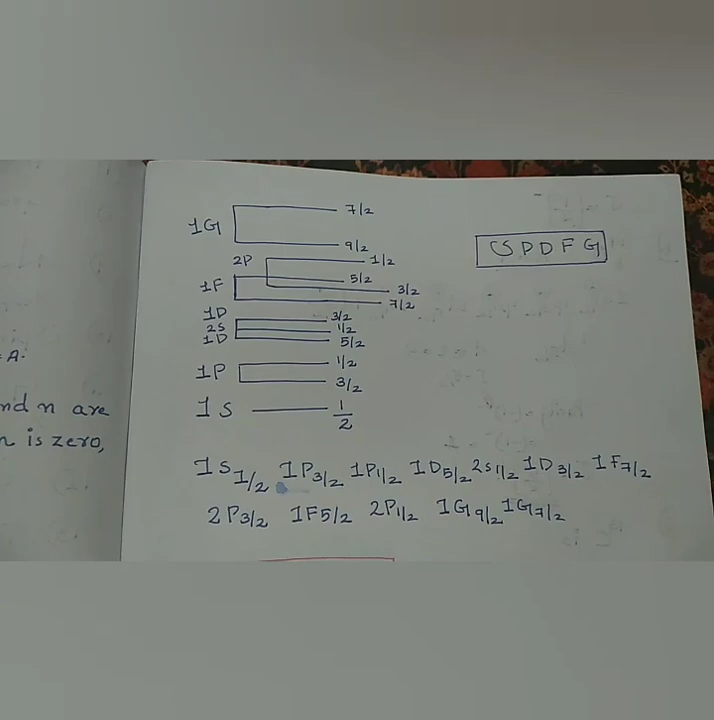 1G 7/2
9/2
S P D F G
2P 1/2
5/2
1F 3/2
7/2
1D 3/2
2S 1/2
1D 5/2
1P 1/2
3/2
1S 1/2
1S1/2 1P3/2 1P1/2 1D5/2 2S1/2 1D3/2 1F7/2
2P3/2 1F5/2 2P1/2 1G9/2 1G7/2
A.
nd n are
is zero,